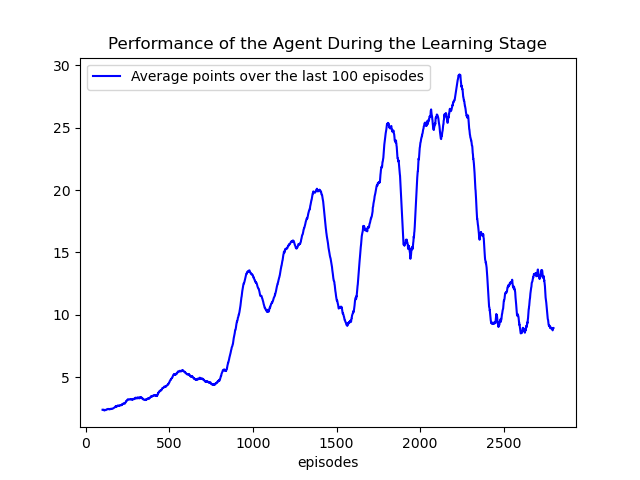 Performance of the Agent During the Learning Stage
Average points over the last 100 episodes
30
25
20
15
10
5
0 500 1000 1500 2000 2500
episodes